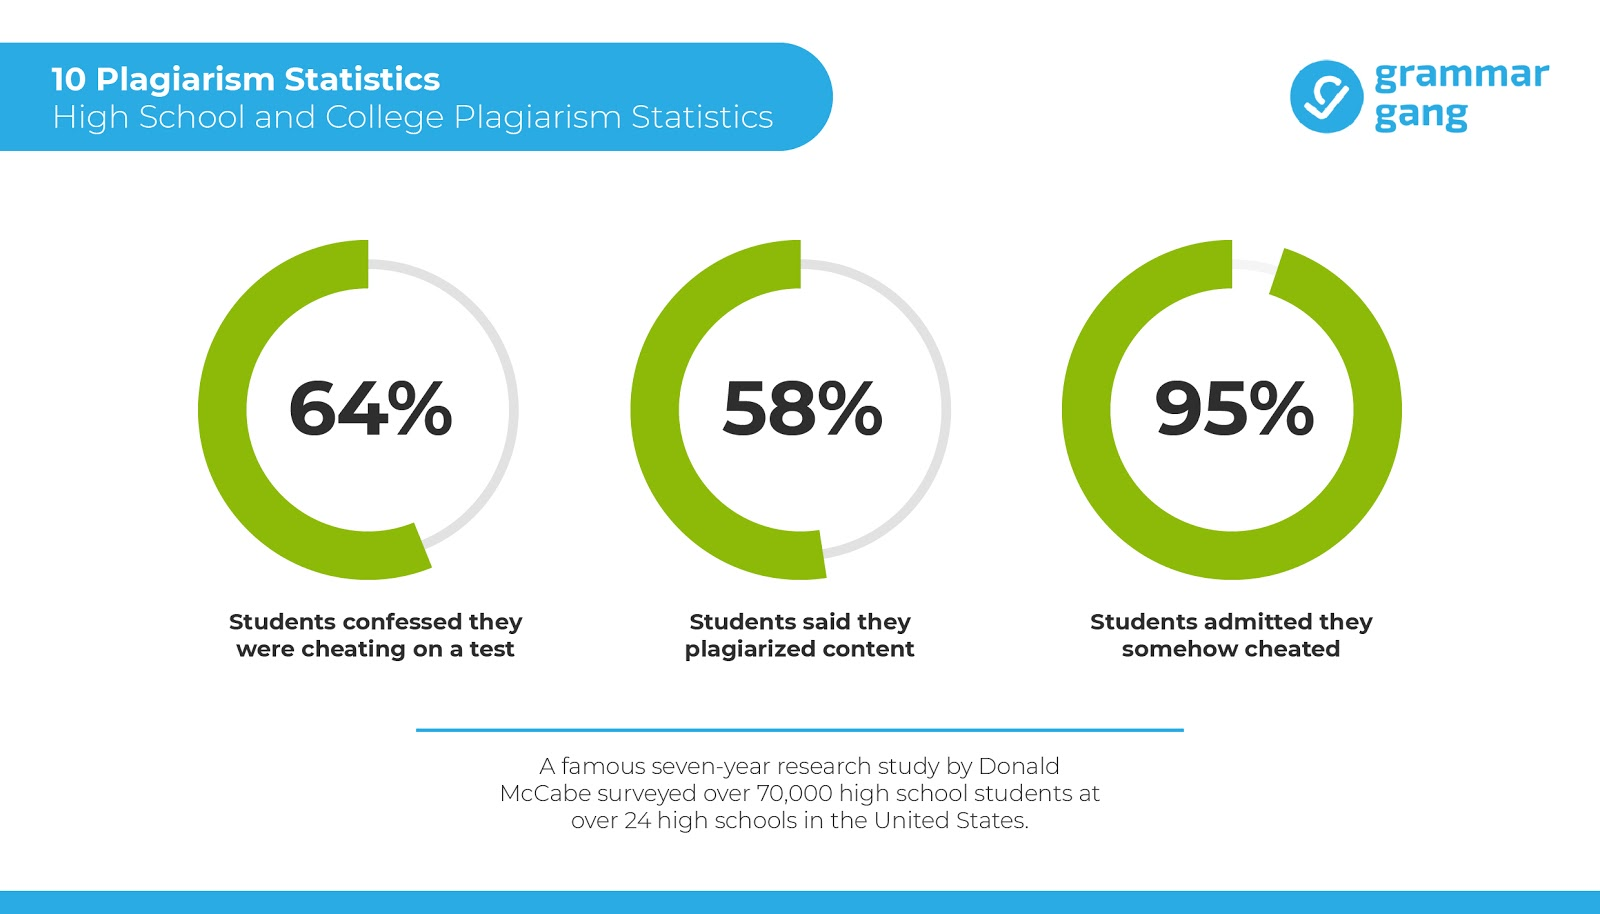 10 Plagiarism Statistics
High School and College Plagiarism Statistics
grammar
gang
64%
58%
95%
Students confessed they
were cheating on a test
Students said they
plagiarized content
Students admitted they
somehow cheated
A famous seven-year research study by Donald
McCabe surveyed over 70,000 high school students at
over 24 high schools in the United States.